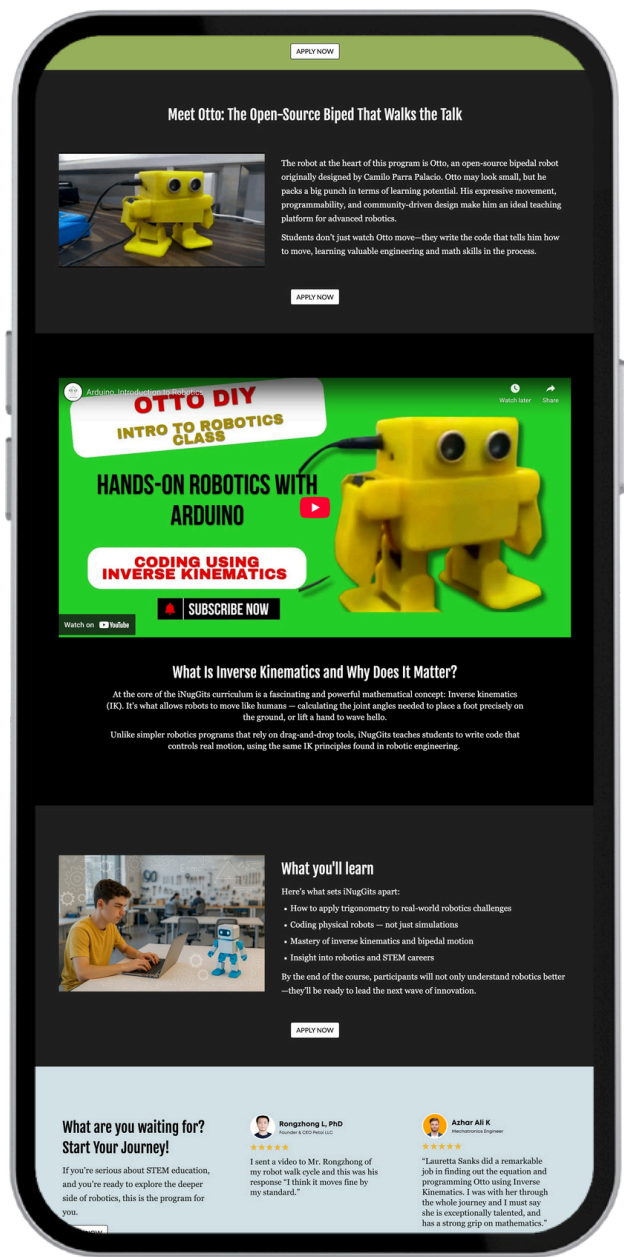 APPLY NOW
Meet Otto: The Open-Source Biped That Walks the Talk
The robot at the heart of this program is Otto, an open-source bipedal robot
originally designed by Camilo Parra Palacio. Otto may look small, but he
packs a big punch in terms of learning potential. His expressive movement,
programmability, and community-driven design make him an ideal teaching
platform for advanced robotics.
Students don't just watch Otto move—they write the code that tells him how
to move, learning valuable engineering and math skills in the process.
APPLY NOW
Arduino, Introduction to Robotics
Watch later
Share
OTTO DIY
INTRO TO ROBOTICS
CLASS
HANDS-ON ROBOTICS WITH
ARDUINO
CODING USING
INVERSE KINEMATICS
SUBSCRIBE NOW
Watch on YouTube
What Is Inverse Kinematics and Why Does It Matter?
At the core of the iNugGits curriculum is a fascinating and powerful mathematical concept: Inverse kinematics
(IK). It's what allows robots to move like humans — calculating the joint angles needed to place a foot precisely on
the ground, or lift a hand to wave hello.
Unlike simpler robotics programs that rely on drag-and-drop tools, iNugGits teaches students to write code that
controls real motion, using the same IK principles found in robotic engineering.
What you'll learn
Here's what sets iNugGits apart:
• How to apply trigonometry to real-world robotics challenges
• Coding physical robots — not just simulations
• Mastery of inverse kinematics and bipedal motion
• Insight into robotics and STEM careers
By the end of the course, participants will not only understand robotics better
—they'll be ready to lead the next wave of innovation.
APPLY NOW
What are you waiting for?
Start Your Journey!
If you're serious about STEM education,
and you're ready to explore the deeper
side of robotics, this is the program for
you.
NOW
Rongzhong L, PhD
Founder & CEO Petoi LLC
I sent a video to Mr. Rongzhong of
my robot walk cycle and this was his
response "I think it moves fine by
my standard."
Azhar Ali K
Mechatronics Engineer
"Lauretta Sanks did a remarkable
job in finding out the equation and
programming Otto using Inverse
Kinematics. I was with her through
the whole journey and I must say
she is exceptionally talented, and
has a strong grip on mathematics."